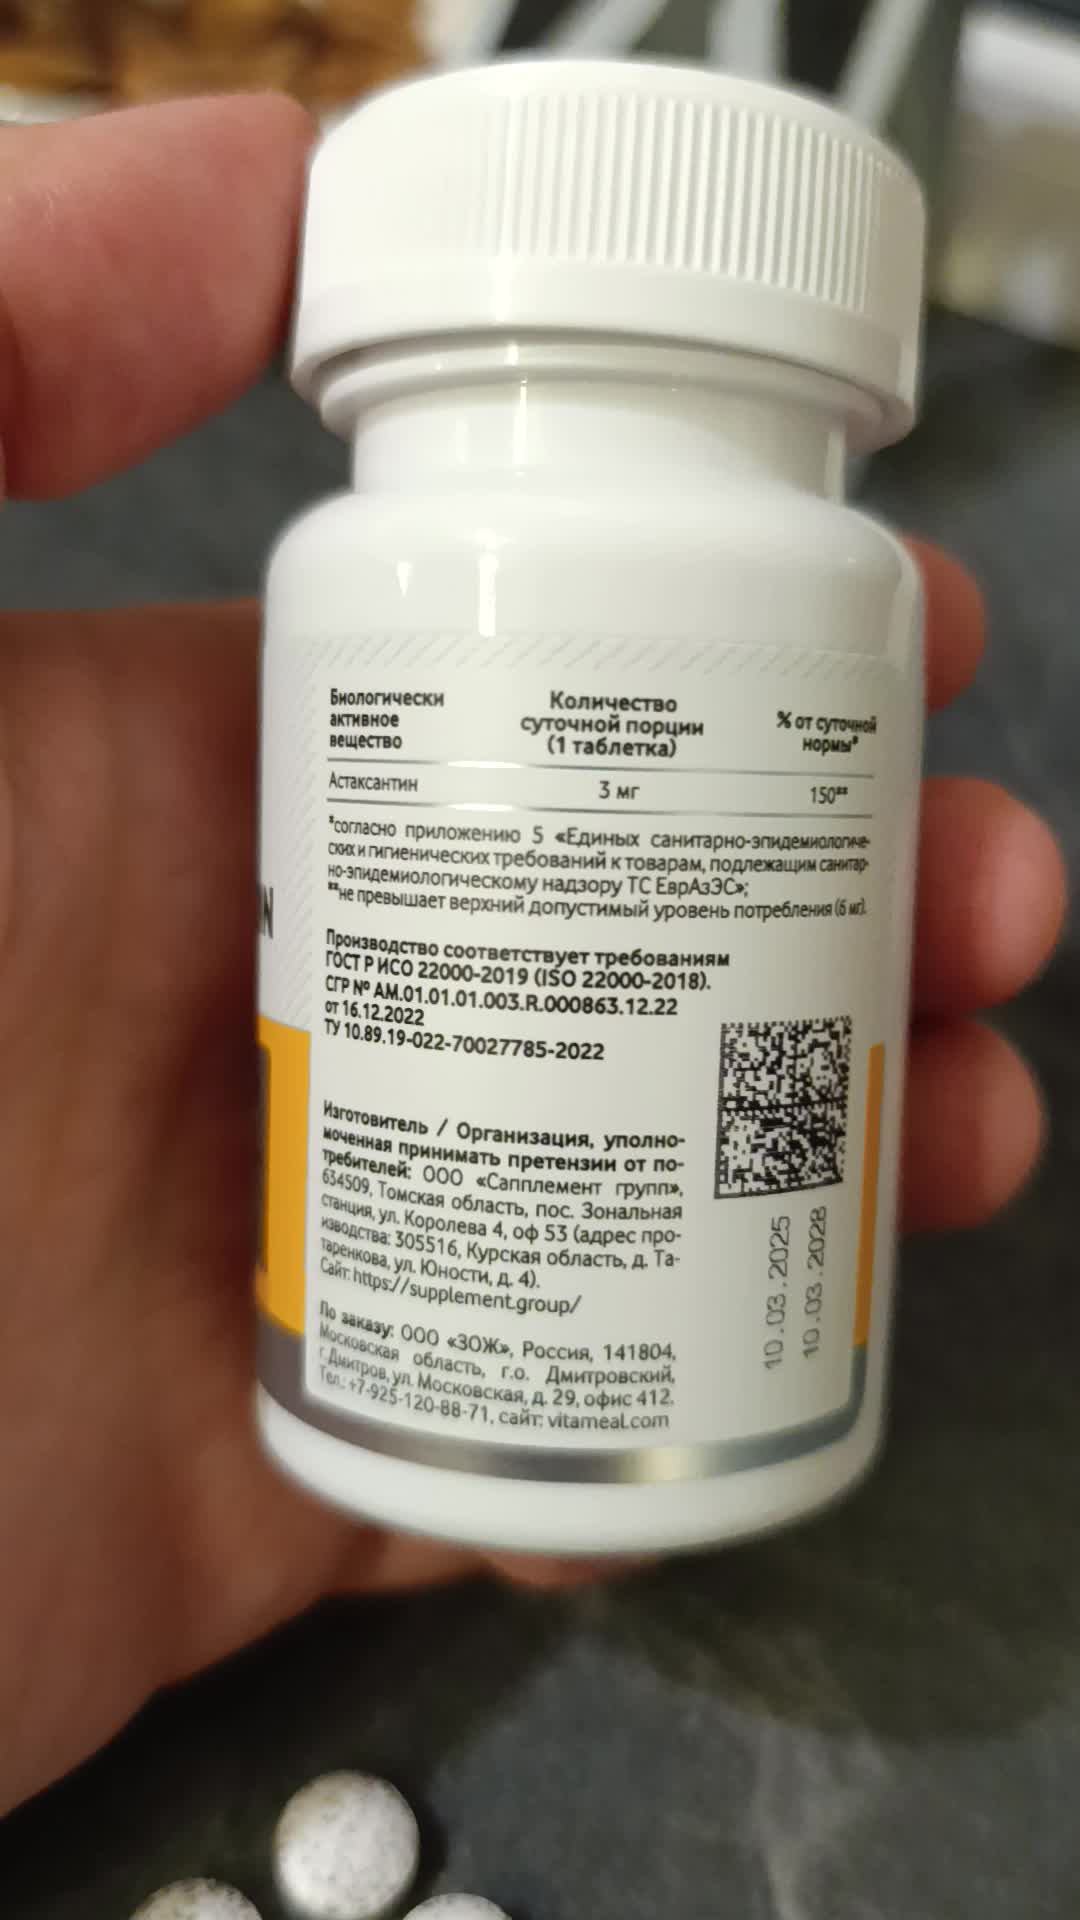 Биологически
активное
вещество
Количество
суточной порции
(1 таблетка)
% от суточной
нормы*
Астаксантин 3 мг 150**
*согласно приложению 5 «Единых санитарно-эпидемиологиче-
ских и гигиенических требований к товарам, подлежащим санитар-
но-эпидемиологическому надзору ТС ЕврАзЭС»;
**не превышает верхний допустимый уровень потребления (6 мг).
Производство соответствует требованиям
ГОСТ Р ИСО 22000-2019 (ISO 22000-2018).
СГР № AM.01.01.01.003.R.000863.12.22
от 16.12.2022
ТУ 10.89.19-022-70027785-2022
Изготовитель / Организация, уполно-
моченная принимать претензии от по-
требителей: ООО «Сапплемент групп»,
634509, Томская область, пос. Зональная
станция, ул. Королева 4, оф 53 (адрес про-
изводства: 305516, Курская область, д. Та-
таренкова, ул. Юности, д. 4).
Сайт: https://supplement.group/
По заказу: ООО «ЗОЖ», Россия, 141804,
Московская область, г.о. Дмитровский,
г. Дмитров, ул. Московская, д. 29, офис 412.
Тел.: +7-925-120-88-71, сайт: vitameal.com
10.03.2025
10.03.2028